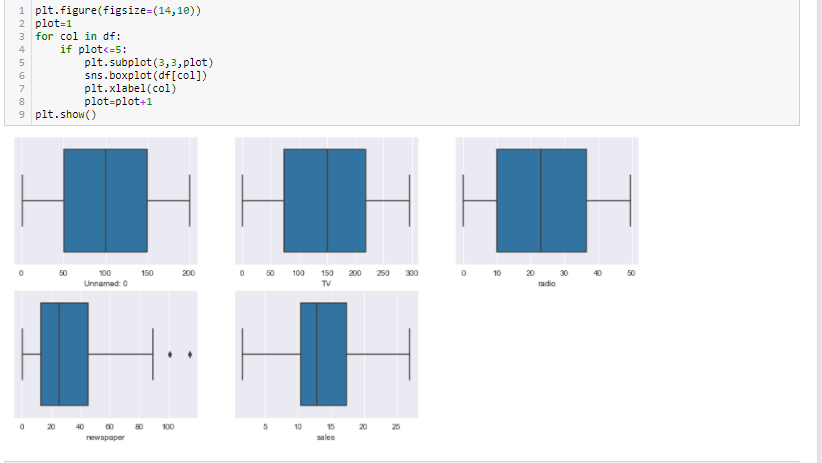 1 plt.figure(figsize=(14,10))
2 plot=1
3 for col in df:
4 if plot<=5:
5 plt.subplot(3,3,plot)
6 sns.boxplot(df[col])
7 plt.xlabel(col)
8 plot=plot+1
9 plt.show()
0 50 100 150 200
Unnamed: 0
0 50 100 150 200 250 300
TV
0 10 20 30 40 50
radio
0 20 40 60 80 100
newspaper
5 10 15 20 25
sales